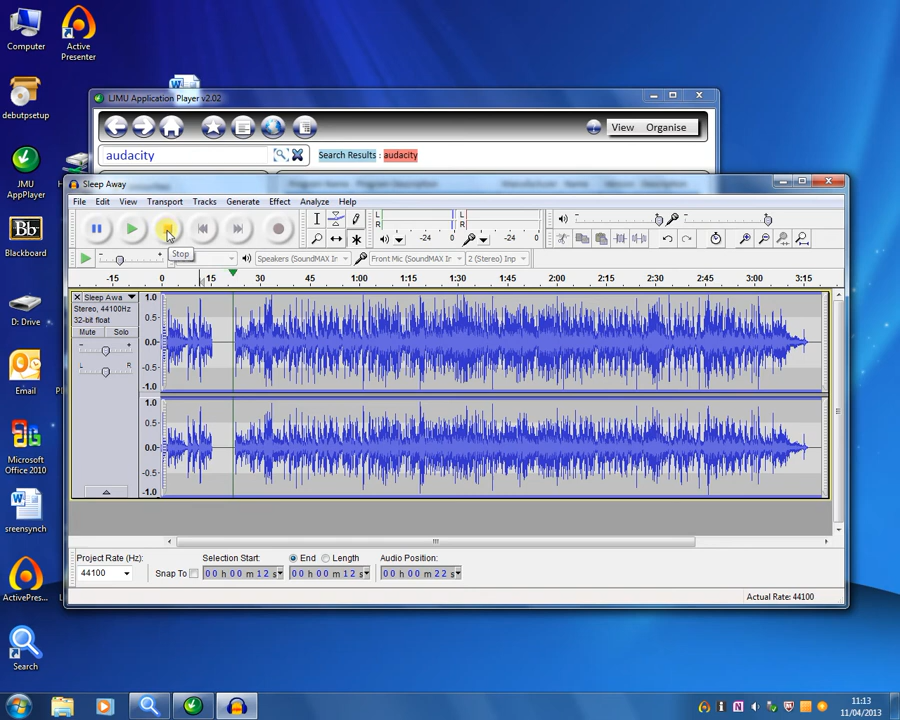 Computer
Active
Presenter
debutpsetup
JMU
AppPlayer
Blackboard
D: Drive
Email
Microsoft
Office 2010
sreensynch
ActivePres...
Search
LJMU Application Player v2.02
View Organise
audacity
Search Results : audacity
Sleep Away
File Edit View Transport Tracks Generate Effect Analyze Help
Stop
L
R
-24 0
L
R
-24 0
Speakers (SoundMAX Ir
Front Mic (SoundMAX Ir
2 (Stereo) Inp
-15 0 15 30 45 1:00 1:15 1:30 1:45 2:00 2:15 2:30 2:45 3:00 3:15
Sleep Awa
Stereo, 44100Hz
32-bit float
Mute Solo
- +
L R
1.0
0.5
0.0
-0.5
-1.0
1.0
0.5
0.0
-0.5
-1.0
Project Rate (Hz):
44100
Snap To
Selection Start:
00 h 00 m 12 s
End Length
00 h 00 m 12 s
Audio Position:
00 h 00 m 22 s
Actual Rate: 44100
11:13
11/04/2013